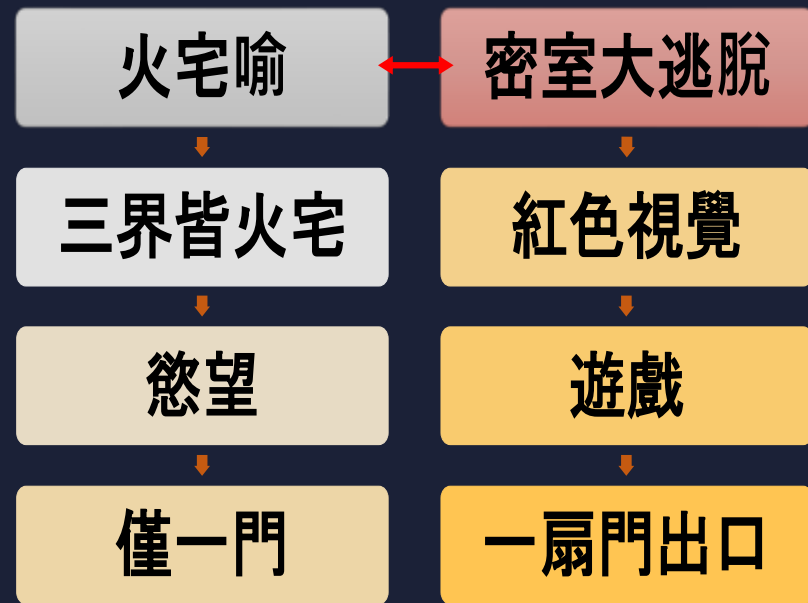 火宅喻
密室大逃脫
三界皆火宅
紅色視覺
慾望
遊戲
僅一門
一扇門出口